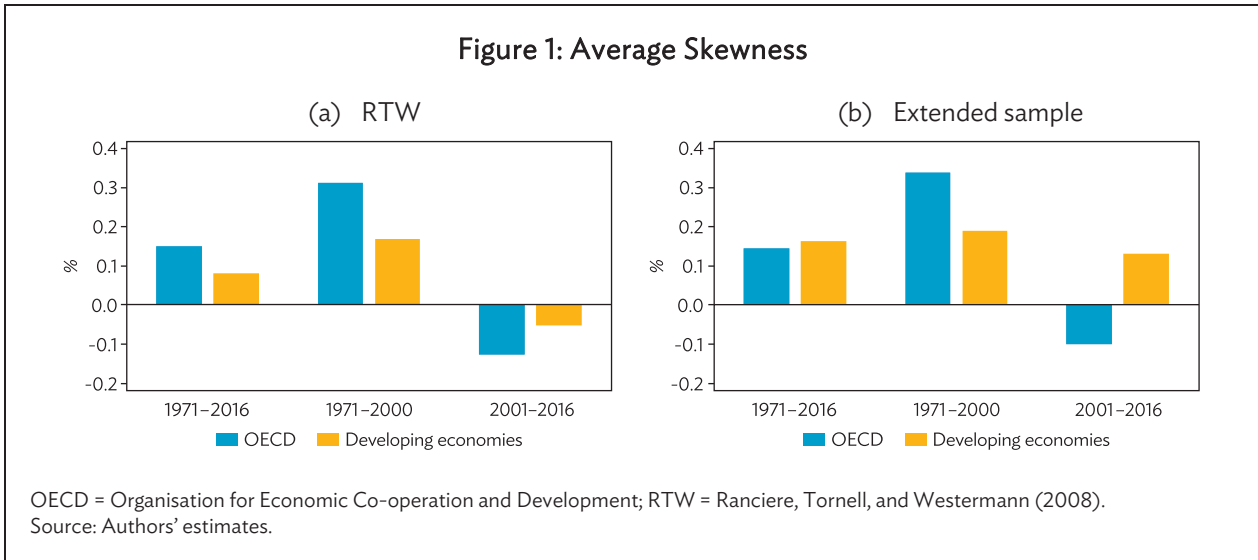 Figure 1: Average Skewness
(a) RTW
0.4
0.3
0.2
0.1
0.0
-0.1
-0.2
%
1971–2016 1971–2000 2001–2016
OECD Developing economies
(b) Extended sample
0.4
0.3
0.2
0.1
0.0
-0.1
-0.2
%
1971–2016 1971–2000 2001–2016
OECD Developing economies
OECD = Organisation for Economic Co-operation and Development; RTW = Ranciere, Tornell, and Westermann (2008).
Source: Authors’ estimates.